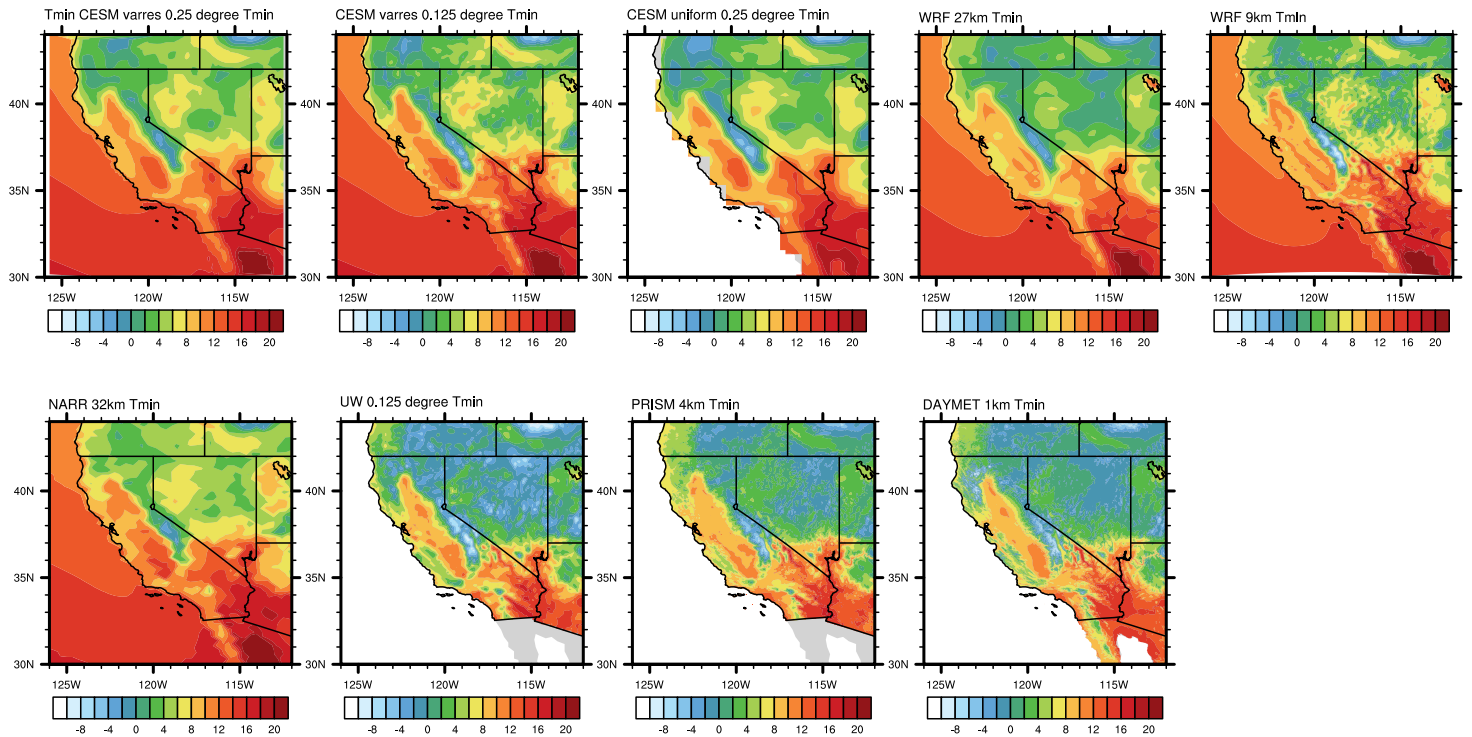 Tmin CESM varres 0.25 degree Tmin
CESM varres 0.125 degree Tmin
CESM uniform 0.25 degree Tmin
WRF 27km Tmin
WRF 9km Tmin
40N 35N 30N
40N 35N 30N
40N 35N 30N
40N 35N 30N
40N 35N 30N
125W 120W 115W
125W 120W 115W
125W 120W 115W
125W 120W 115W
125W 120W 115W
-8 -4 0 4 8 12 16 20
-8 -4 0 4 8 12 16 20
-8 -4 0 4 8 12 16 20
-8 -4 0 4 8 12 16 20
-8 -4 0 4 8 12 16 20
NARR 32km Tmin
UW 0.125 degree Tmin
PRISM 4km Tmin
DAYMET 1km Tmin
40N 35N 30N
40N 35N 30N
40N 35N 30N
40N 35N 30N
125W 120W 115W
125W 120W 115W
125W 120W 115W
125W 120W 115W
-8 -4 0 4 8 12 16 20
-8 -4 0 4 8 12 16 20
-8 -4 0 4 8 12 16 20
-8 -4 0 4 8 12 16 20